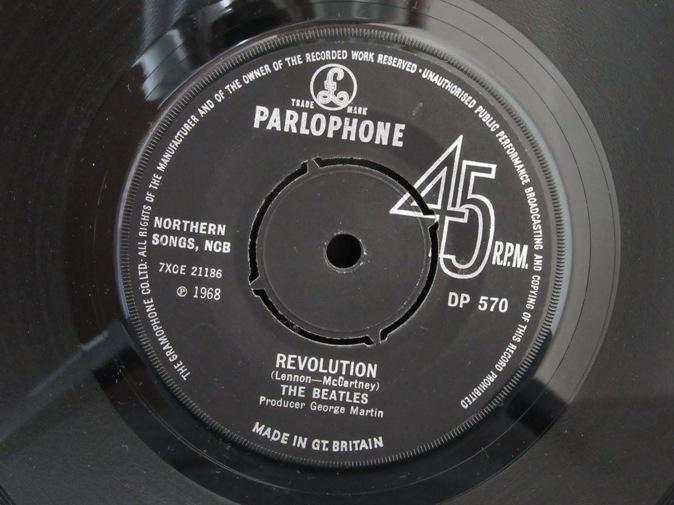 THE GRAMOPHONE CO. LTD. · ALL RIGHTS OF THE MANUFACTURER AND OF THE OWNER OF THE RECORDED WORK RESERVED · UNAUTHORISED PUBLIC PERFORMANCE BROADCASTING AND COPYING OF THIS RECORD PROHIBITED
£
TRADE MARK
PARLOPHONE
45
R.P.M.
NORTHERN
SONGS, NCB
7XCE 21186
℗ 1968
DP 570
REVOLUTION
(Lennon—McCartney)
THE BEATLES
Producer George Martin
MADE IN GT. BRITAIN